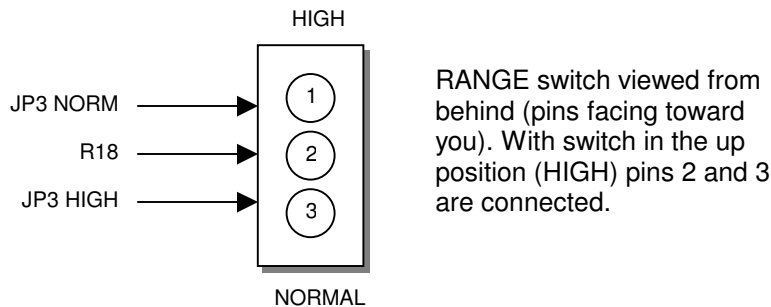 HIGH
JP3 NORM
R18
JP3 HIGH
1
2
3
NORMAL
RANGE switch viewed from
behind (pins facing toward
you). With switch in the up
position (HIGH) pins 2 and 3
are connected.